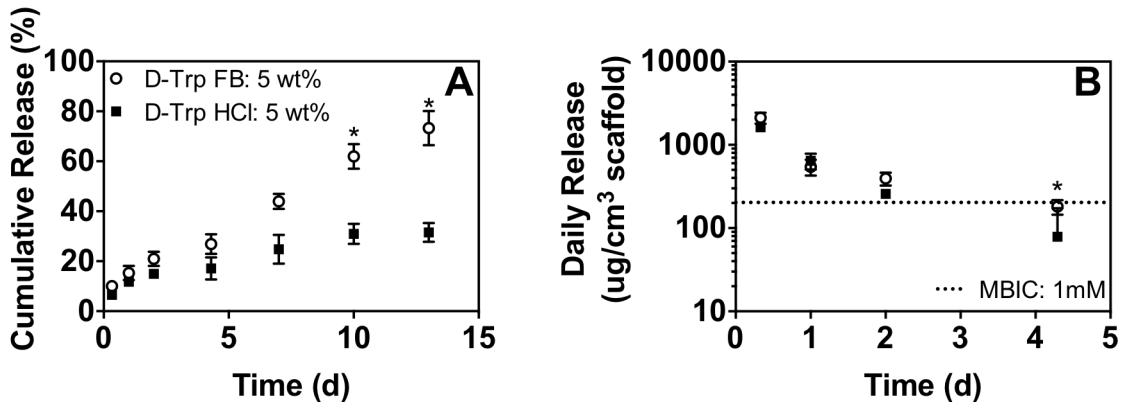 A
Cumulative Release (%)
100
80
60
40
20
0
D-Trp FB: 5 wt%
D-Trp HCl: 5 wt%
*
*
0 5 10 15
Time (d)
B
Daily Release
(ug/cm³ scaffold)
10000
1000
100
10
*
MBIC: 1mM
0 1 2 3 4 5
Time (d)